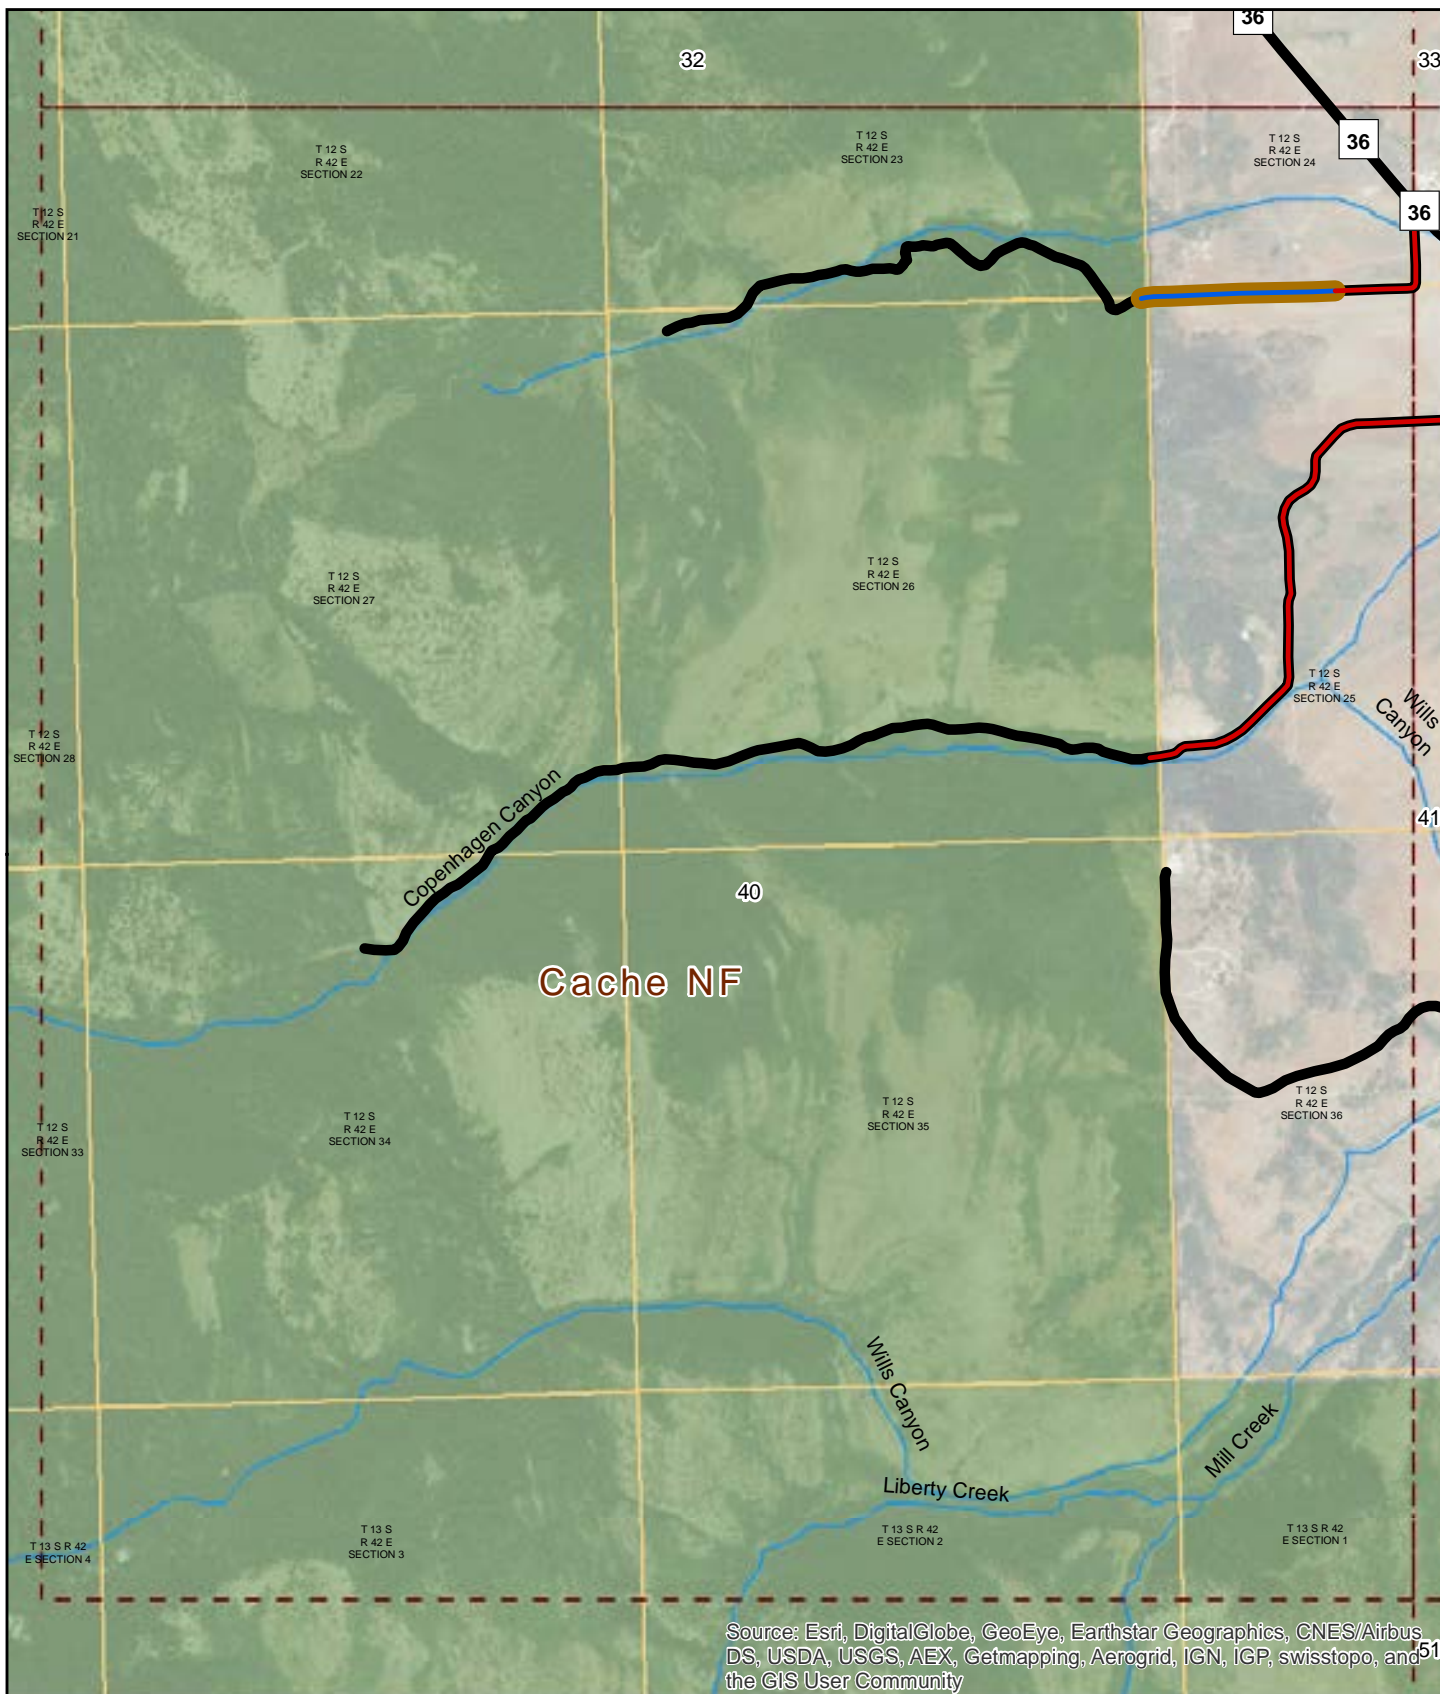 36
32
33
36
T 12 S
R 42 E
SECTION 22
T 12 S
R 42 E
SECTION 23
T 12 S
R 42 E
SECTION 24
T 12 S
R 42 E
SECTION 21
36
T 12 S
R 42 E
SECTION 27
T 12 S
R 42 E
SECTION 26
T 12 S
R 42 E
SECTION 25
Wills
Canyon
T 12 S
R 42 E
SECTION 28
Copenhagen Canyon
41
40
Cache NF
T 12 S
R 42 E
SECTION 33
T 12 S
R 42 E
SECTION 34
T 12 S
R 42 E
SECTION 35
T 12 S
R 42 E
SECTION 36
Wills Canyon
Mill Creek
Liberty Creek
T 13 S R 42
E SECTION 4
T 13 S
R 42 E
SECTION 3
T 13 S R 42
E SECTION 2
T 13 S R 42
E SECTION 1
Source: Esri, DigitalGlobe, GeoEye, Earthstar Geographics, CNES/Airbus
DS, USDA, USGS, AEX, Getmapping, Aerogrid, IGN, IGP, swisstopo, and
the GIS User Community
51